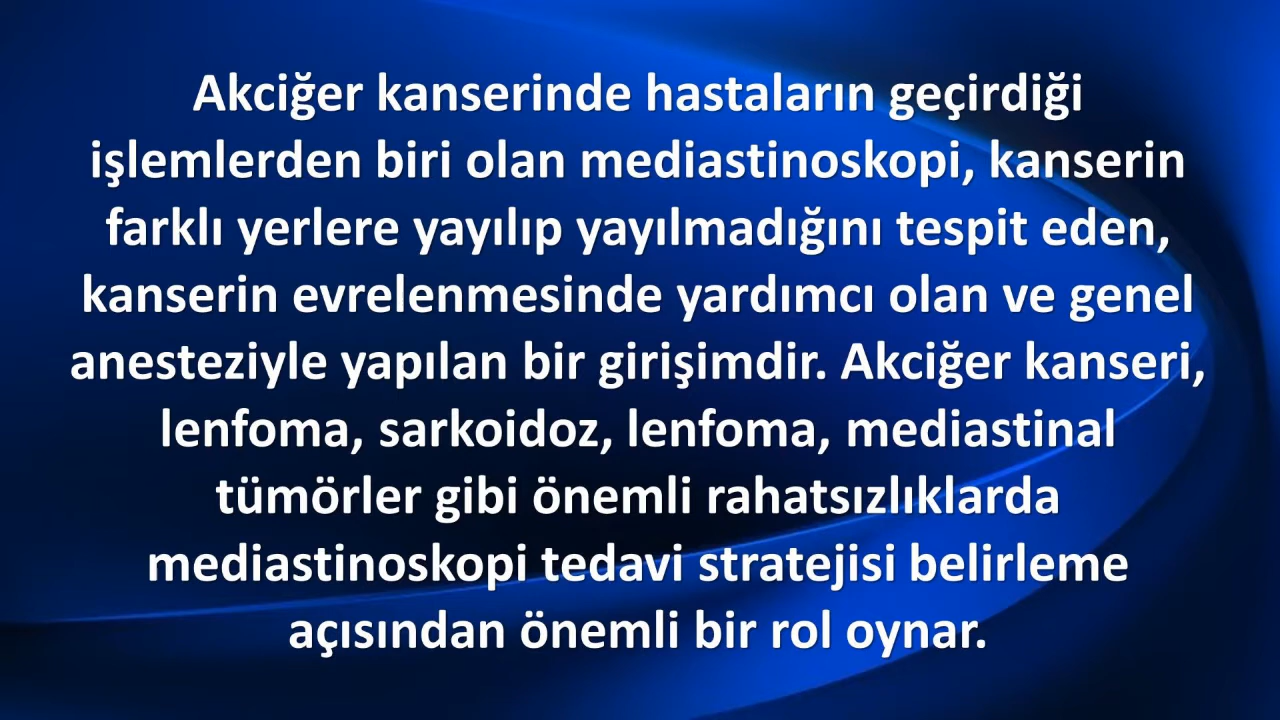 Akciğer kanserinde hastaların geçirdiği
işlemlerden biri olan mediastinoskopi, kanserin
farklı yerlere yayılıp yayılmadığını tespit eden,
kanserin evrelenmesinde yardımcı olan ve genel
anesteziyle yapılan bir girişimdir. Akciğer kanseri,
lenfoma, sarkoidoz, lenfoma, mediastinal
tümörler gibi önemli rahatsızlıklarda
mediastinoskopi tedavi stratejisi belirleme
açısından önemli bir rol oynar.